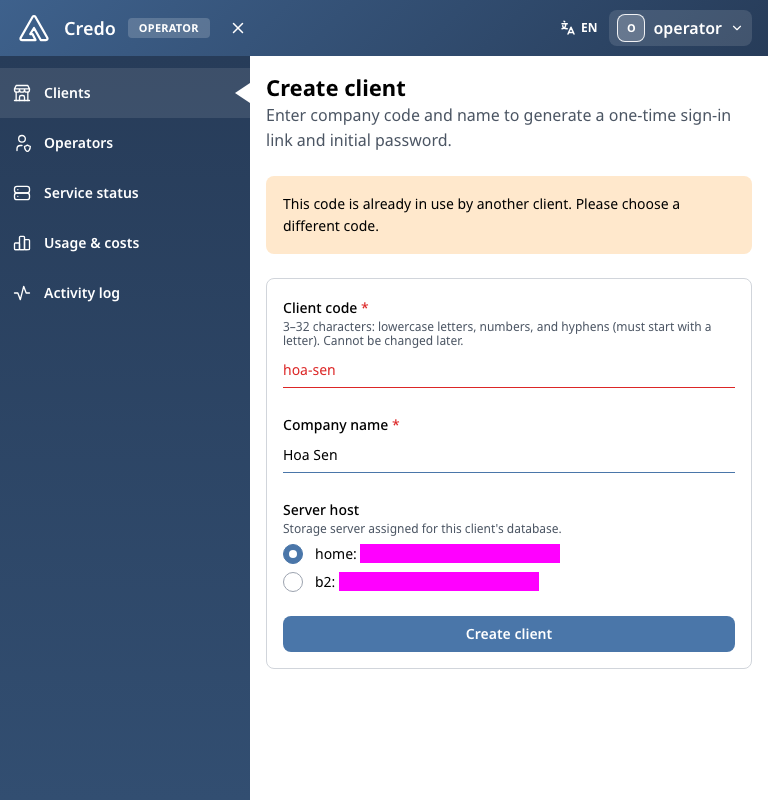 Credo OPERATOR
EN
O operator
Clients
Operators
Service status
Usage & costs
Activity log
Create client
Enter company code and name to generate a one-time sign-in
link and initial password.
This code is already in use by another client. Please choose a
different code.
Client code *
3–32 characters: lowercase letters, numbers, and hyphens (must start with a
letter). Cannot be changed later.
hoa-sen
Company name *
Hoa Sen
Server host
Storage server assigned for this client's database.
home:
b2:
Create client